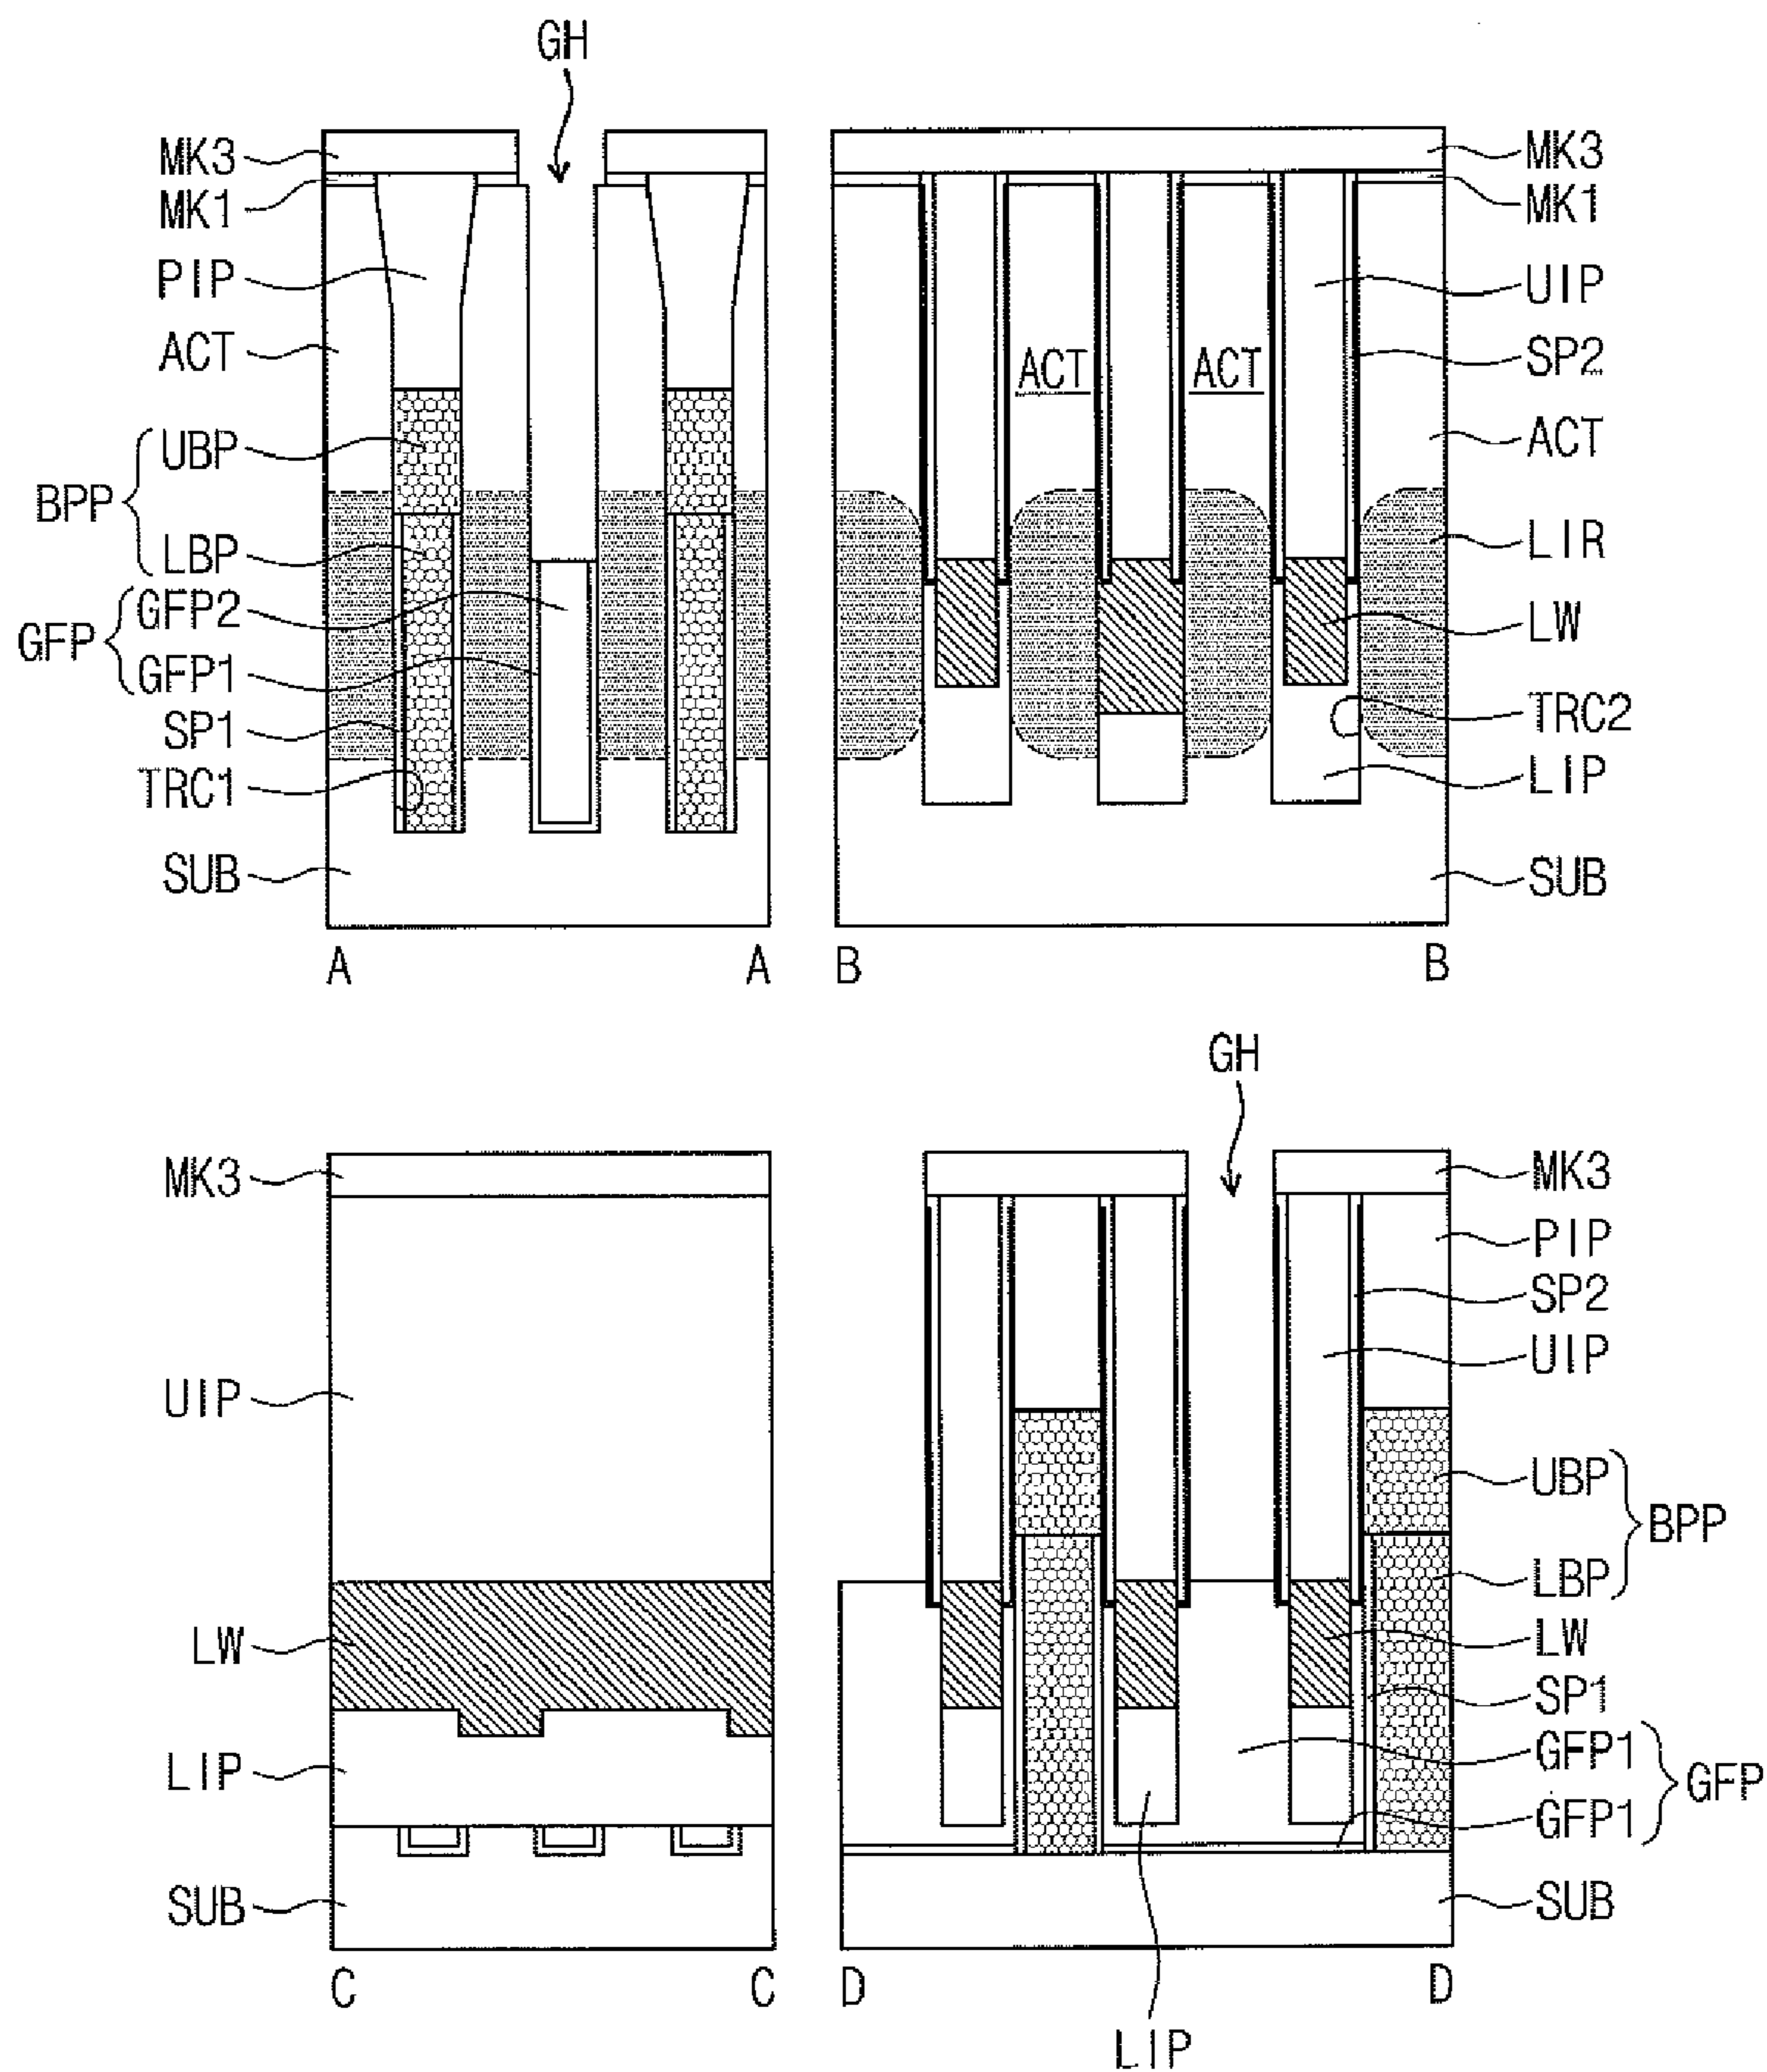 GH
MK3
MK1
PIP
ACT
BPP
UBP
LBP
GFP
GFP2
GFP1
SP1
TRC1
SUB
A
A
ACT
ACT
MK3
MK1
UIP
SP2
ACT
LIR
LW
TRC2
LIP
SUB
B
B
MK3
UIP
LW
LIP
SUB
C
C
GH
MK3
PIP
SP2
UIP
UBP
BPP
LBP
LW
SP1
GFP1
GFP
GFP1
SUB
D
D
LIP